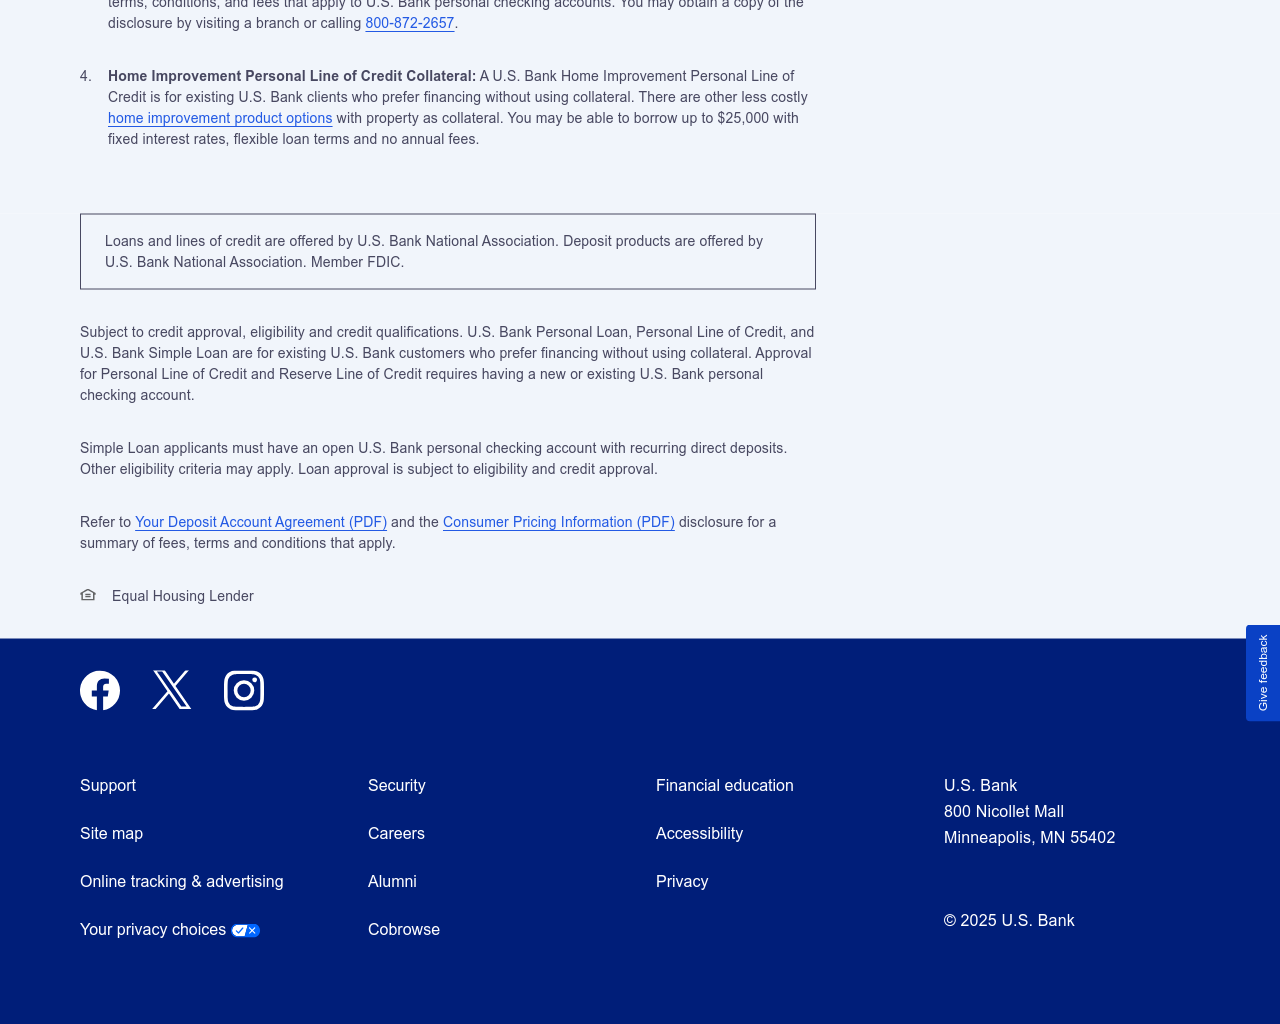 terms, conditions, and fees that apply to U.S. Bank personal checking accounts. You may obtain a copy of the
disclosure by visiting a branch or calling 800-872-2657.
4. Home Improvement Personal Line of Credit Collateral: A U.S. Bank Home Improvement Personal Line of
Credit is for existing U.S. Bank clients who prefer financing without using collateral. There are other less costly
home improvement product options with property as collateral. You may be able to borrow up to $25,000 with
fixed interest rates, flexible loan terms and no annual fees.
Loans and lines of credit are offered by U.S. Bank National Association. Deposit products are offered by
U.S. Bank National Association. Member FDIC.
Subject to credit approval, eligibility and credit qualifications. U.S. Bank Personal Loan, Personal Line of Credit, and
U.S. Bank Simple Loan are for existing U.S. Bank customers who prefer financing without using collateral. Approval
for Personal Line of Credit and Reserve Line of Credit requires having a new or existing U.S. Bank personal
checking account.
Simple Loan applicants must have an open U.S. Bank personal checking account with recurring direct deposits.
Other eligibility criteria may apply. Loan approval is subject to eligibility and credit approval.
Refer to Your Deposit Account Agreement (PDF) and the Consumer Pricing Information (PDF) disclosure for a
summary of fees, terms and conditions that apply.
Equal Housing Lender
Give feedback
Support
Site map
Online tracking & advertising
Your privacy choices
Security
Careers
Alumni
Cobrowse
Financial education
Accessibility
Privacy
U.S. Bank
800 Nicollet Mall
Minneapolis, MN 55402
© 2025 U.S. Bank